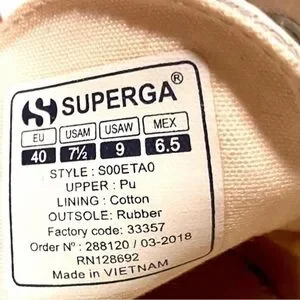 SUPERGA®
EU USAM USAW MEX
40 7½ 9 6.5
STYLE : S00ETA0
UPPER : Pu
LINING : Cotton
OUTSOLE: Rubber
Factory code: 33357
Order Nº : 288120 / 03-2018
RN128692
Made in VIETNAM